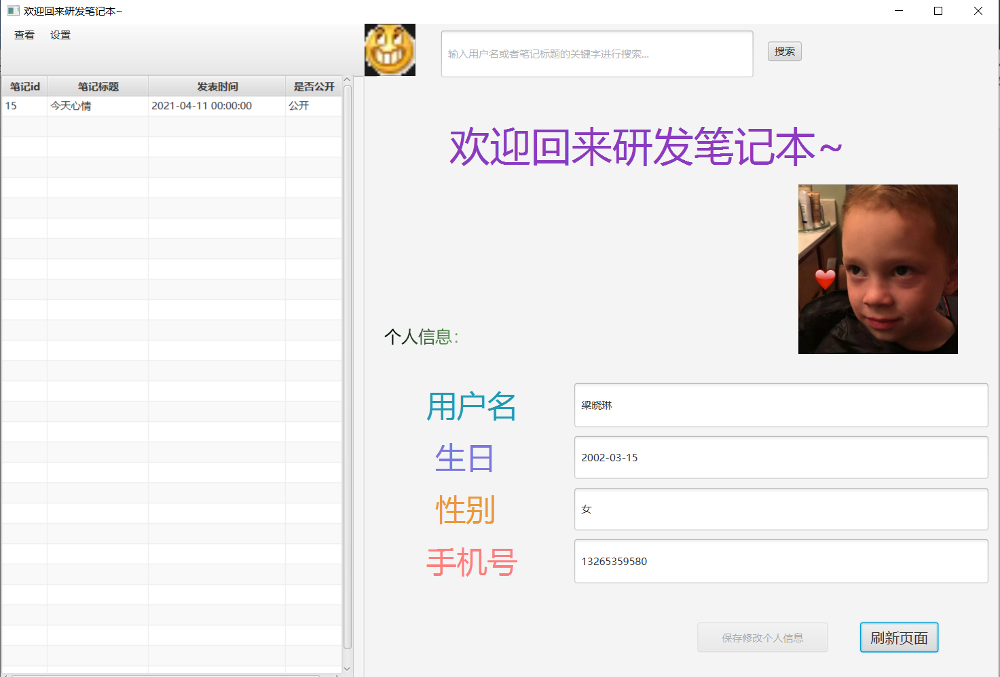 欢迎回来研发笔记本~
查看 设置
输入用户名或者笔记标题的关键字进行搜索... 搜索
笔记id 笔记标题 发表时间 是否公开
15 今天心情 2021-04-11 00:00:00 公开
欢迎回来研发笔记本~
个人信息：
用户名 梁晓琳
生日 2002-03-15
性别 女
手机号 13265359580
保存修改个人信息 刷新页面